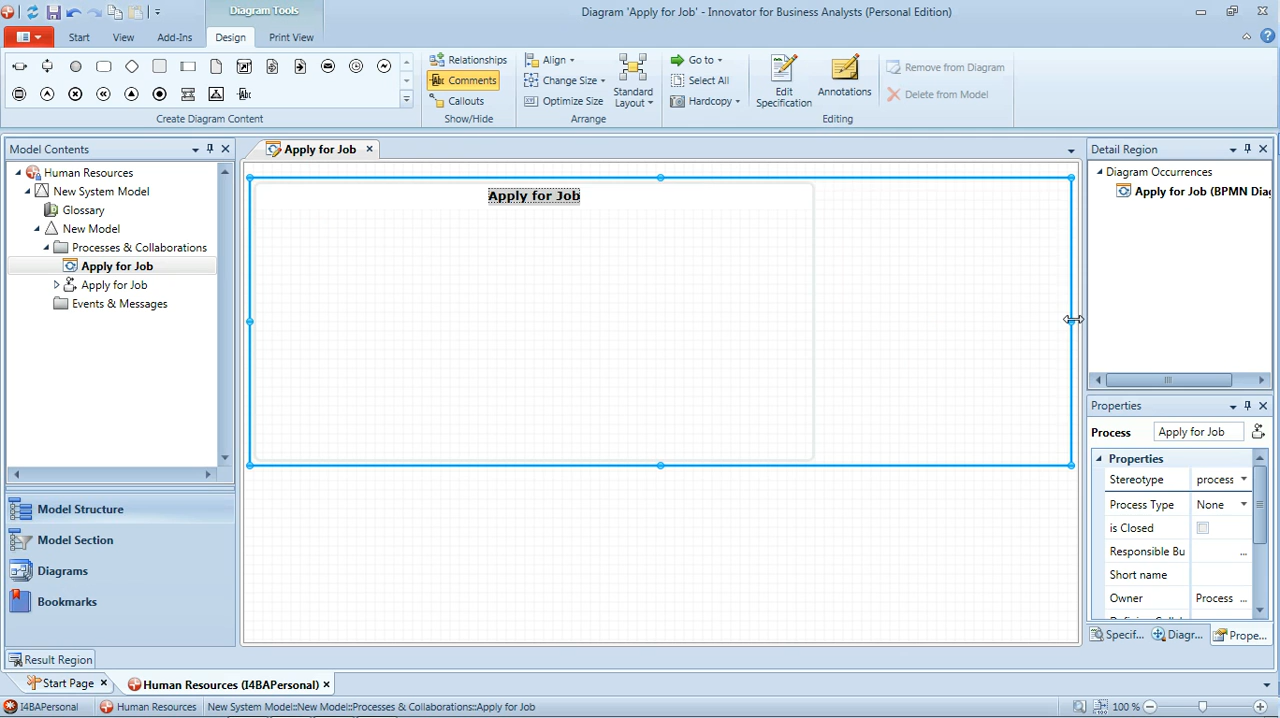 Diagram Tools
Diagram 'Apply for Job' - Innovator for Business Analysts (Personal Edition)
Start
View
Add-Ins
Design
Print View
Create Diagram Content
Relationships
Abc Comments
Callouts
Show/Hide
Align
Change Size
Optimize Size
Standard
Layout
Arrange
Go to
Select All
Hardcopy
Edit
Specification
Annotations
Remove from Diagram
Delete from Model
Editing
Model Contents
Human Resources
New System Model
Glossary
New Model
Processes & Collaborations
Apply for Job
Apply for Job
Events & Messages
Model Structure
Model Section
Diagrams
Bookmarks
Apply for Job
Apply for Job
Detail Region
Diagram Occurrences
Apply for Job (BPMN Dia
Properties
Process
Apply for Job
Properties
Stereotype
process
Process Type
None
is Closed
Responsible Bu
...
Short name
Owner
Process
...
Specif...
Diagr...
Prope...
Result Region
Start Page
Human Resources (I4BAPersonal)
I4BAPersonal
Human Resources
New System Model::New Model::Processes & Collaborations::Apply for Job
100 %